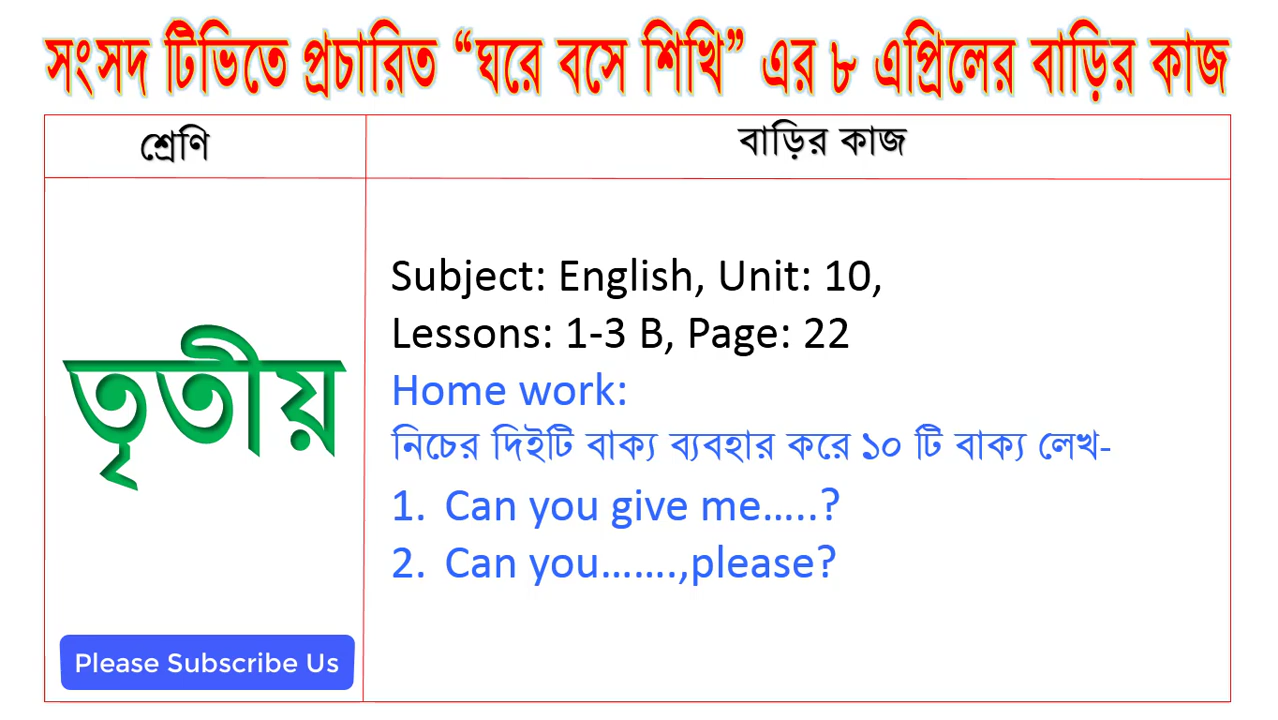 সংসদ টিভিতে প্রচারিত “ঘরে বসে শিখি” এর ৮ এপ্রিলের বাড়ির কাজ
শ্রেণি
বাড়ির কাজ
তৃতীয়
Subject: English, Unit: 10,
Lessons: 1-3 B, Page: 22
Home work:
নিচের দিইটি বাক্য ব্যবহার করে ১০ টি বাক্য লেখ-
1. Can you give me…..?
2. Can you…….,please?
Please Subscribe Us